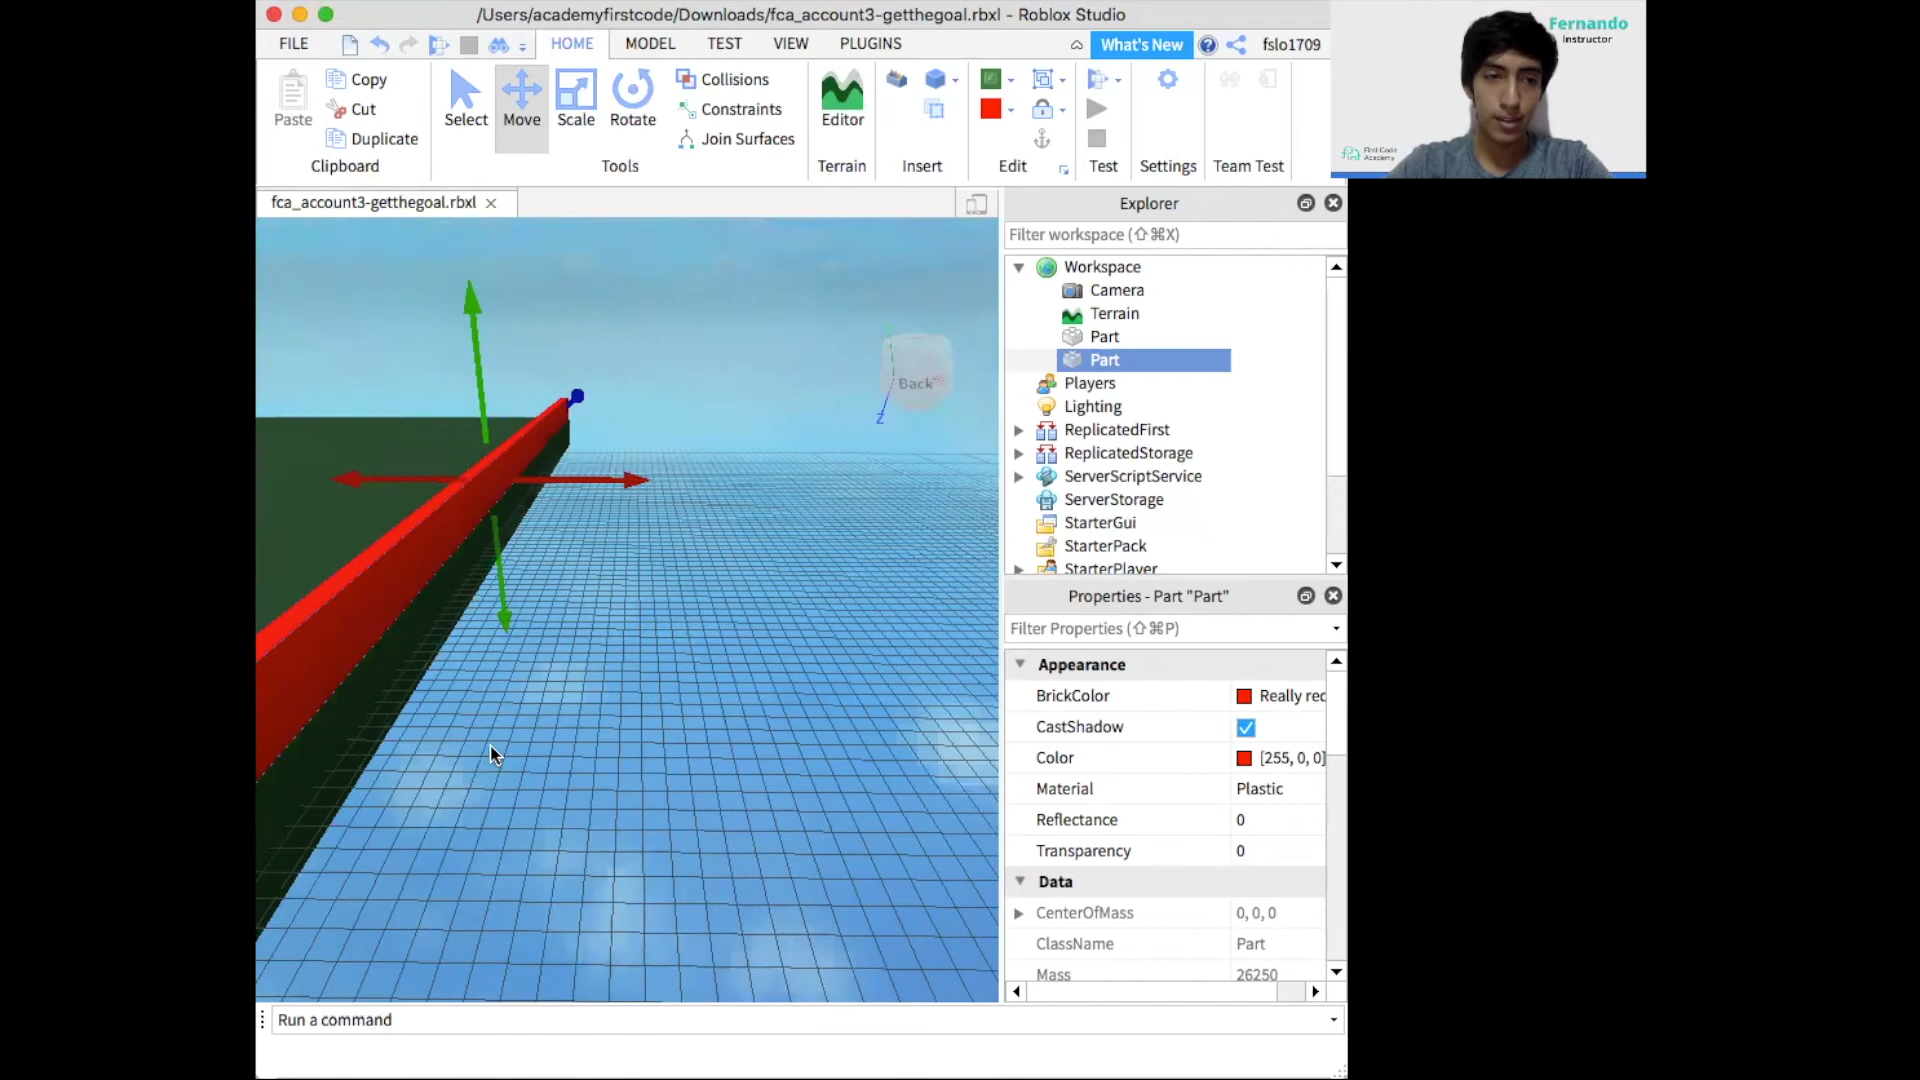 /Users/academyfirstcode/Downloads/fca_account3-getthegoal.rbxl - Roblox Studio
Fernando
Instructor
FILE
HOME
MODEL
TEST
VIEW
PLUGINS
What's New
fslo1709
Paste
Copy
Cut
Duplicate
Clipboard
Select
Move
Scale
Rotate
Collisions
Constraints
Join Surfaces
Tools
Editor
Terrain
Insert
Edit
Test
Settings
Team Test
First Code
Academy
fca_account3-getthegoal.rbxl
Back
Z
Explorer
Filter workspace (⇧⌘X)
Workspace
Camera
Terrain
Part
Part
Players
Lighting
ReplicatedFirst
ReplicatedStorage
ServerScriptService
ServerStorage
StarterGui
StarterPack
StarterPlayer
Properties - Part "Part"
Filter Properties (⇧⌘P)
Appearance
BrickColor Really red
CastShadow
Color [255, 0, 0]
Material Plastic
Reflectance 0
Transparency 0
Data
CenterOfMass 0, 0, 0
ClassName Part
Mass 26250
Run a command